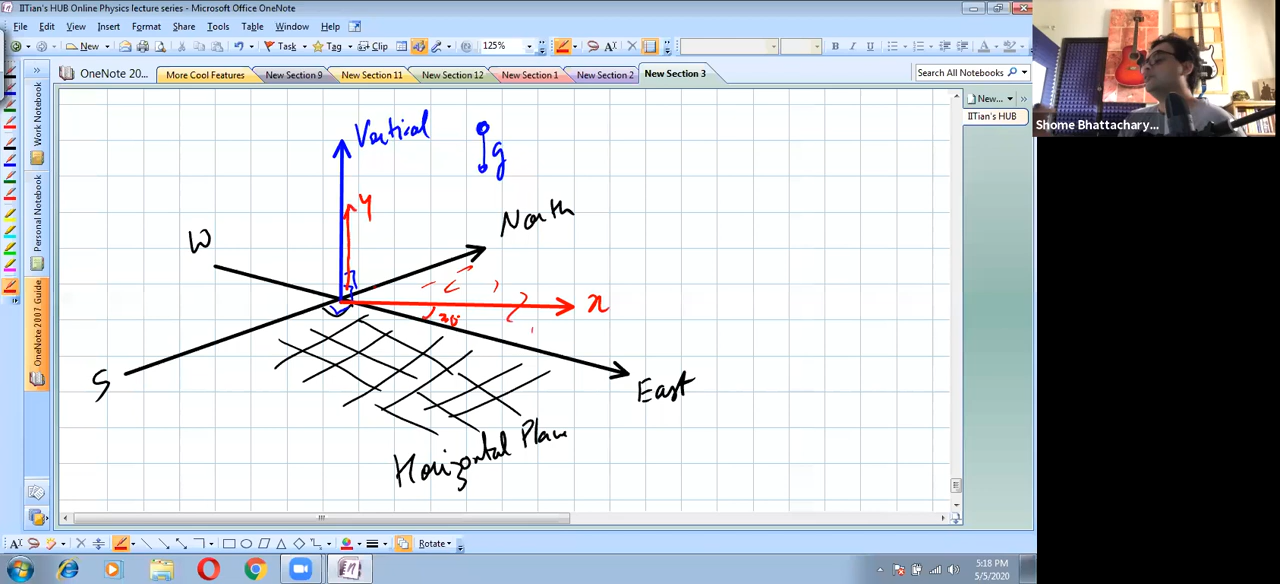 IITian's HUB Online Physics lecture series - Microsoft Office OneNote
File Edit View Insert Format Share Tools Table Window Help
New Task Tag Clip 125% B I U
OneNote 20... More Cool Features New Section 9 New Section 11 New Section 12 New Section 1 New Section 2 New Section 3 Search All Notebooks New...
IITian's HUB
Work Notebook
Personal Notebook
OneNote 2007 Guide
Shome Bhattachary...
Vertical
g
y
North
W
x
30°
S
East
Horizontal Plane
Rotate
5:18 PM
5/5/2020